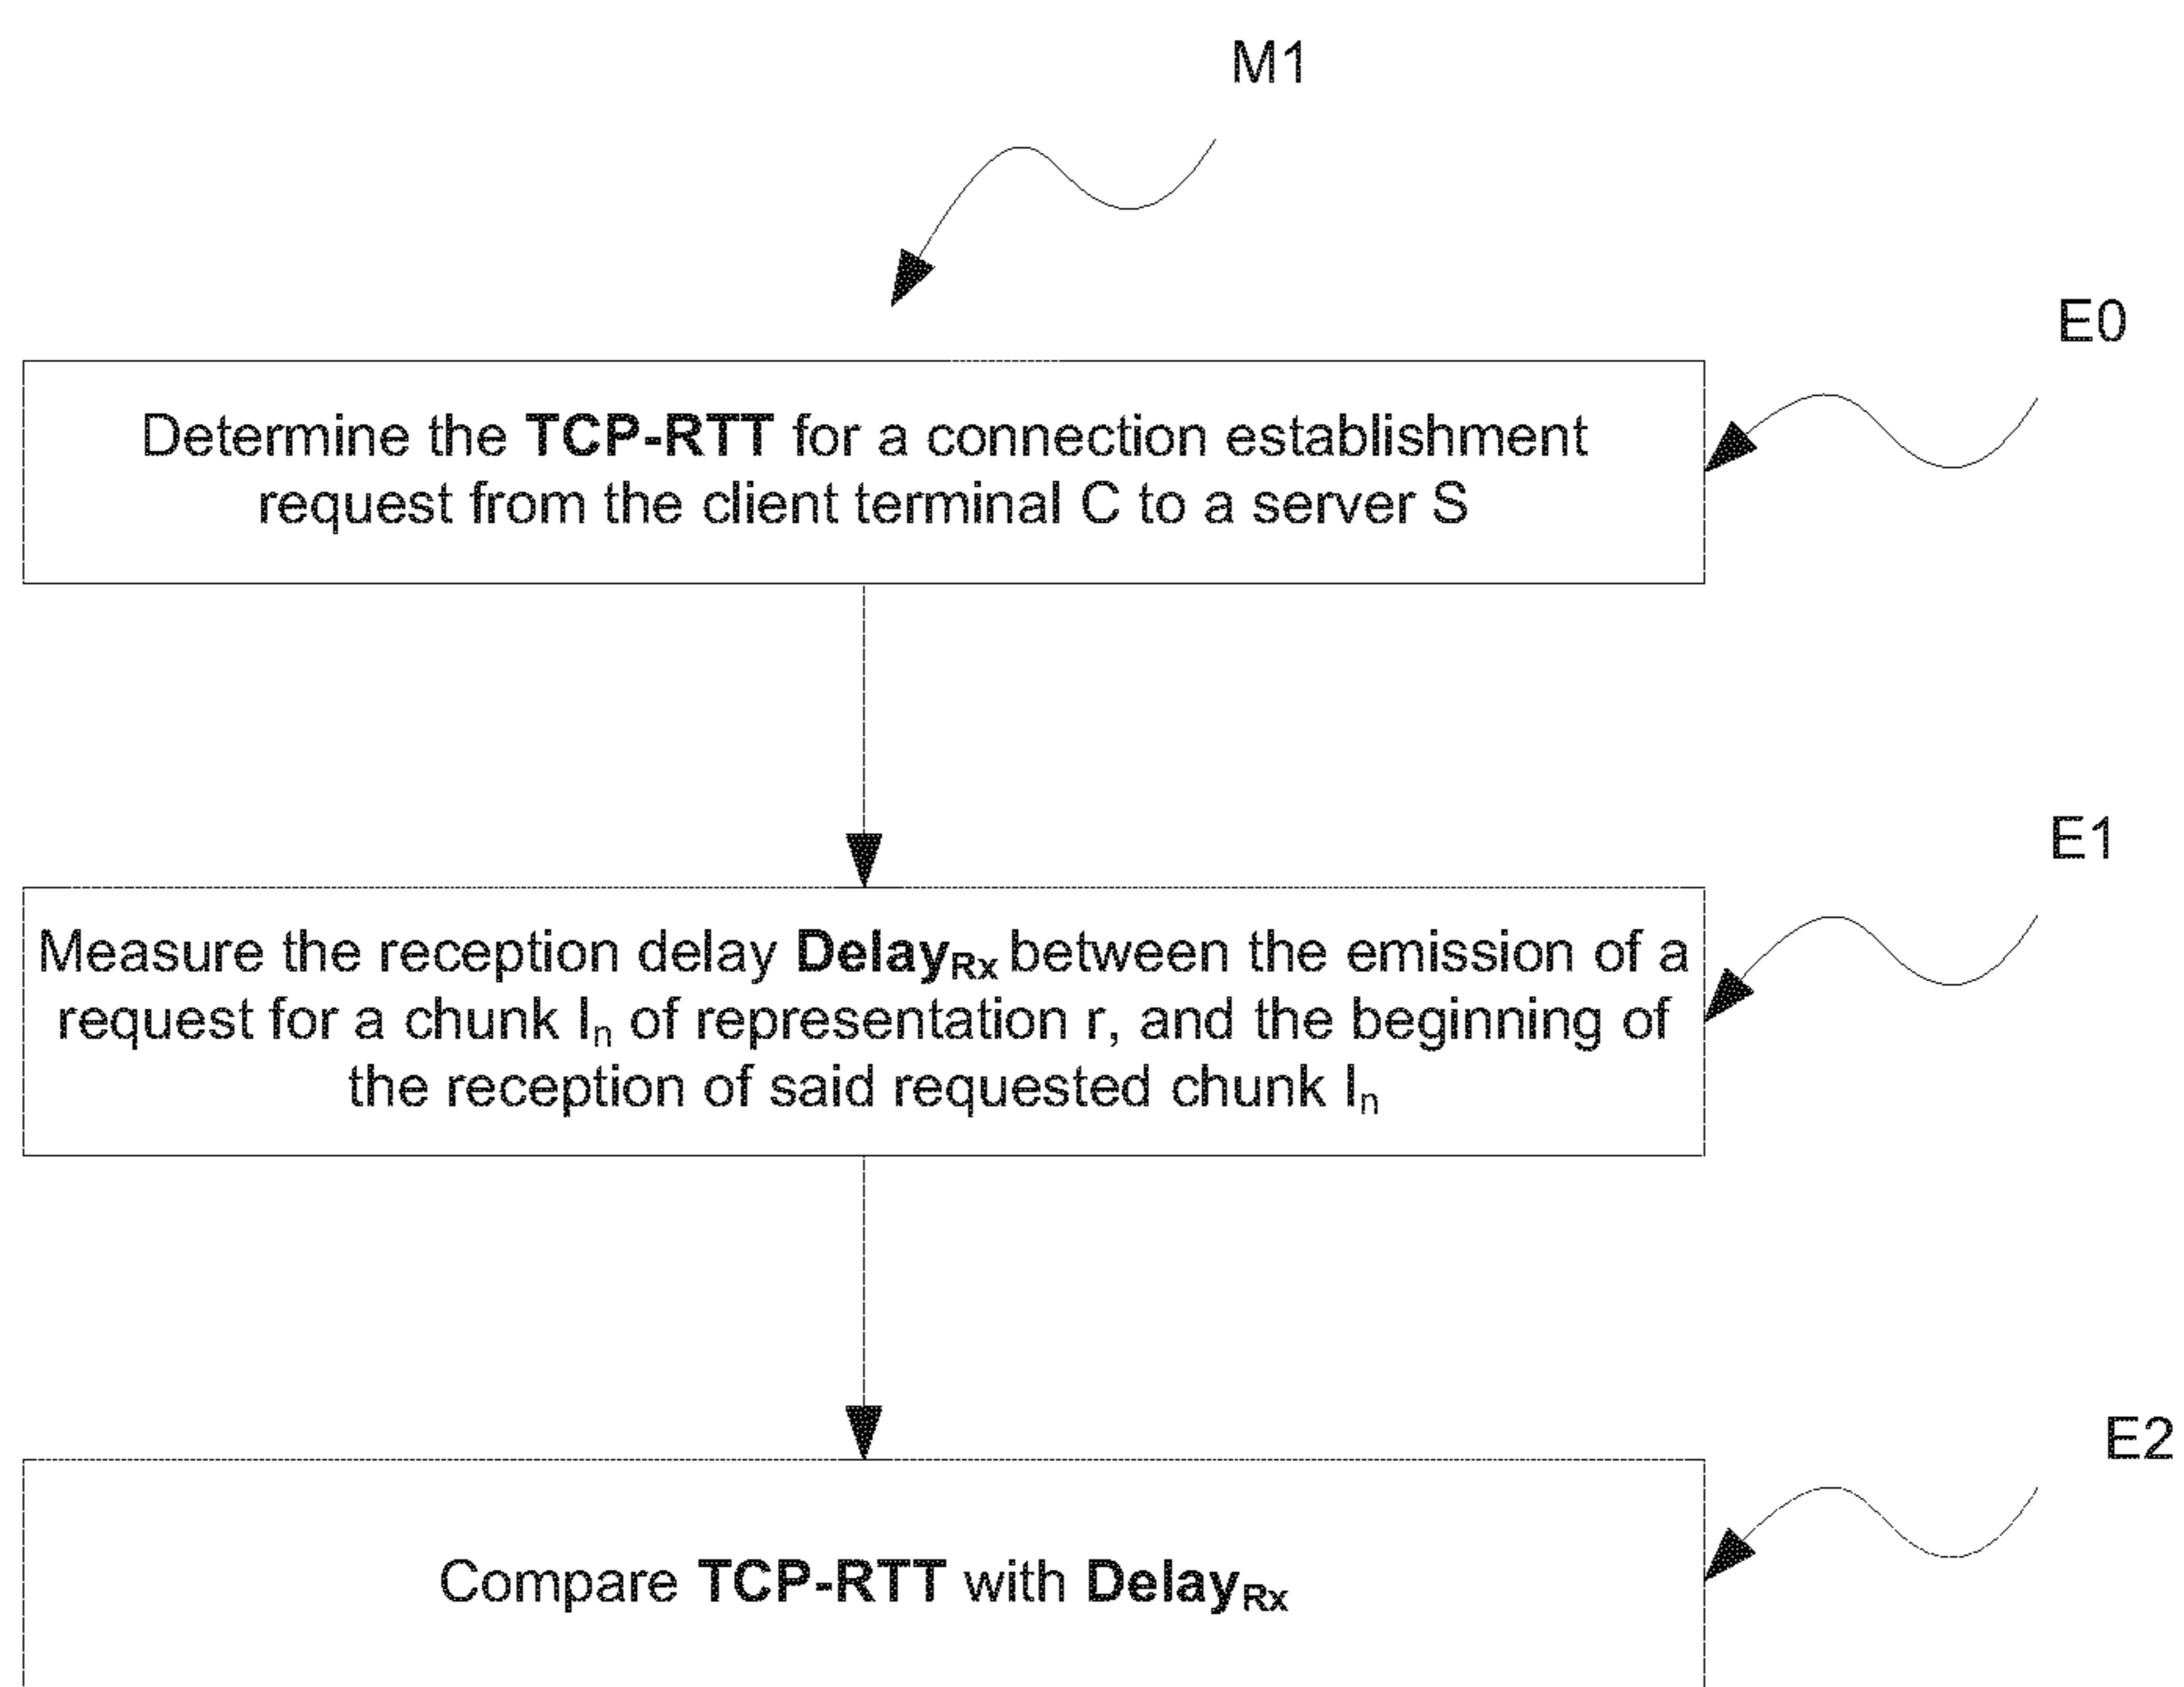 M1
E0
Determine the TCP-RTT for a connection establishment
request from the client terminal C to a server S
E1
Measure the reception delay DelayRx between the emission of a
request for a chunk In of representation r, and the beginning of
the reception of said requested chunk In
E2
Compare TCP-RTT with DelayRx